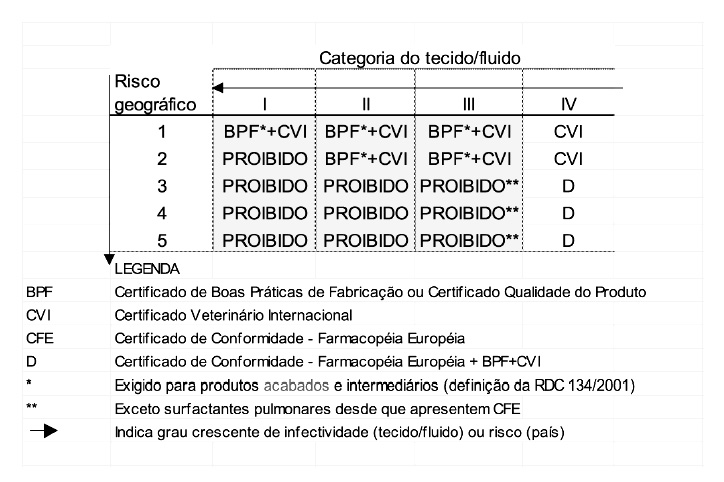 Categoria do tecido/fluido
Risco
geográfico I II III IV
1 BPF*+CVI BPF*+CVI BPF*+CVI CVI
2 PROIBIDO BPF*+CVI BPF*+CVI CVI
3 PROIBIDO PROIBIDO PROIBIDO** D
4 PROIBIDO PROIBIDO PROIBIDO** D
5 PROIBIDO PROIBIDO PROIBIDO** D
LEGENDA
BPF Certificado de Boas Práticas de Fabricação ou Certificado Qualidade do Produto
CVI Certificado Veterinário Internacional
CFE Certificado de Conformidade - Farmacopéia Européia
D Certificado de Conformidade - Farmacopéia Européia + BPF+CVI
* Exigido para produtos acabados e intermediários (definição da RDC 134/2001)
** Exceto surfactantes pulmonares desde que apresentem CFE
Indica grau crescente de infectividade (tecido/fluido) ou risco (país)